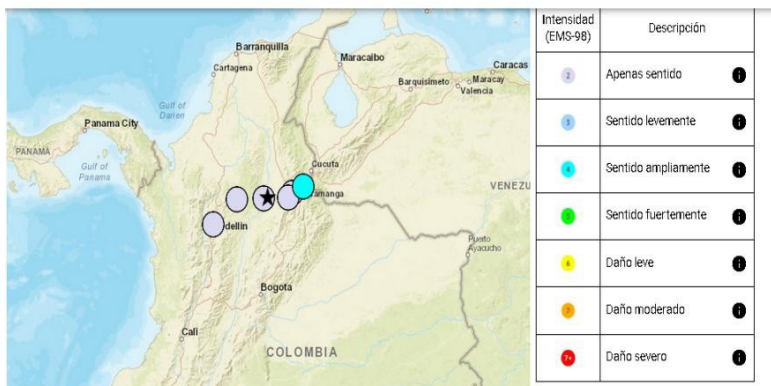 Barranquilla
Cartagena
Maracaibo
Caracas
Barquisimeto
Maracay
Valencia
Gulf of
Darien
Panama City
PANAMÁ
Gulf of
Panama
Cucuta
amanga
VENEZU
dellin
Puerto
Ayacucho
Bogota
Cali
COLOMBIA
Intensidad
(EMS-98)
Descripción
2 Apenas sentido
3 Sentido levemente
4 Sentido ampliamente
5 Sentido fuertemente
6 Daño leve
7 Daño moderado
7+ Daño severo